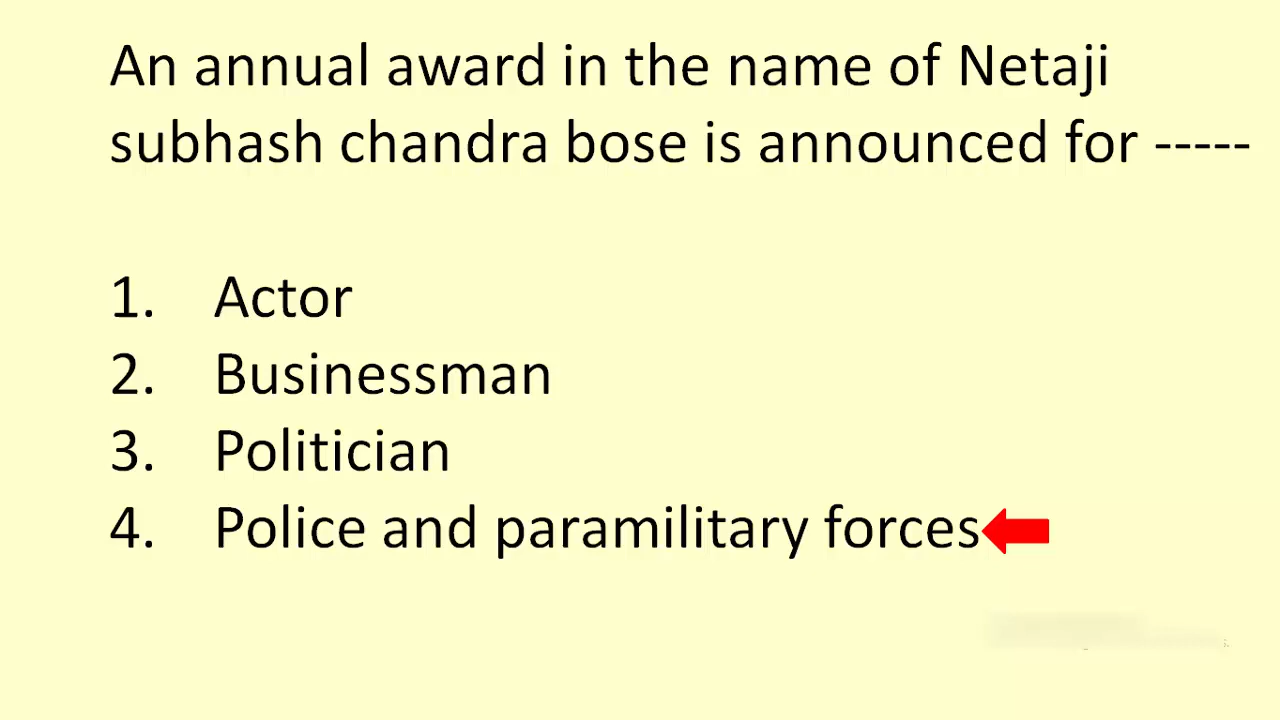 An annual award in the name of Netaji
subhash chandra bose is announced for -----
1. Actor
2. Businessman
3. Politician
4. Police and paramilitary forces